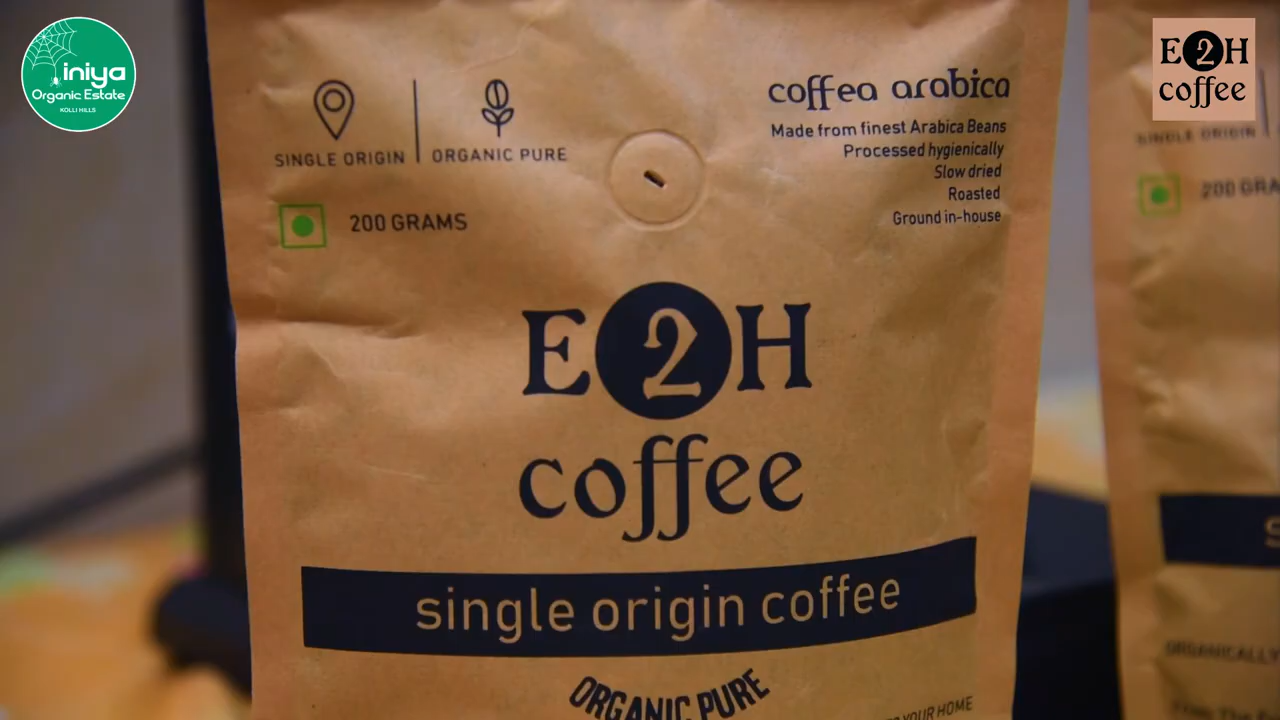 iniya
Organic Estate
KOLLI HILLS
E2H
coffee
SINGLE ORIGIN
ORGANIC PURE
200 GRAMS
coffea arabica
Made from finest Arabica Beans
Processed hygienically
Slow dried
Roasted
Ground in-house
E2H
coffee
single origin coffee
ORGANIC PURE
YOUR HOME
SINGLE ORIGIN
200 GRA
ORGANICALLY